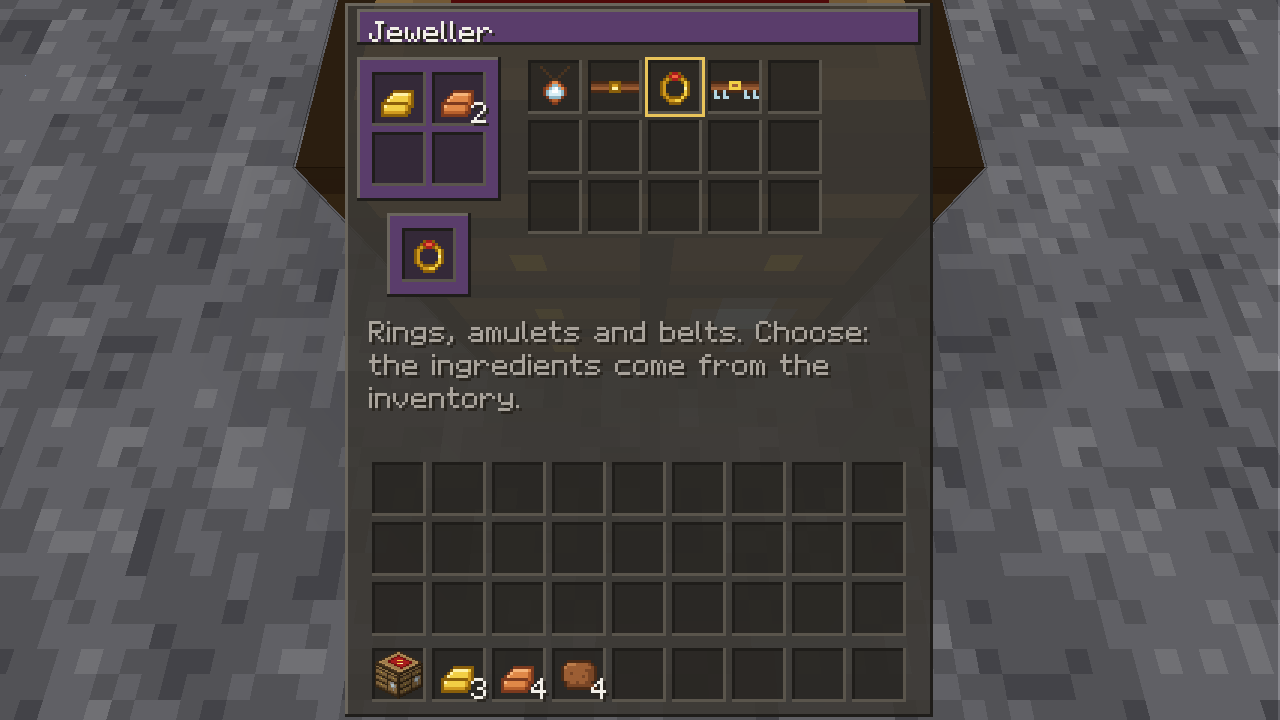 Jeweller
2
Rings, amulets and belts. Choose:
the ingredients come from the
inventory.
3
4
4